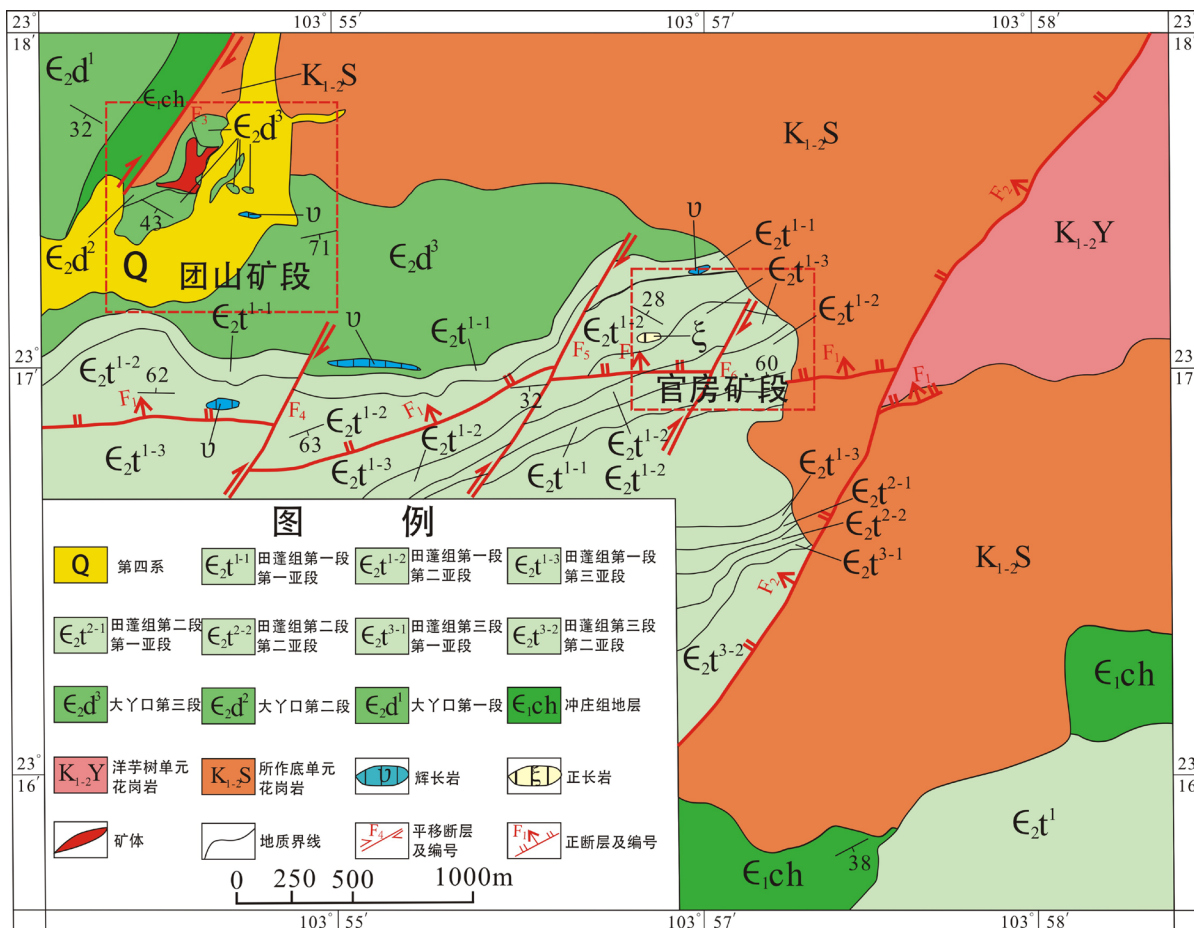 23° 18′
103° 55′
103° 57′
103° 58′
23° 18′
Є₂d¹
Є₁ch
K₁₋₂S
F₃
32
Є₂d³
K₁₋₂S
F₂
43
υ
υ
K₁₋₂Y
Є₂d²
Q
71
Є₂d³
Є₂t¹⁻¹
团山矿段
Є₂t¹⁻³
Є₂t¹⁻¹
28
Є₂t¹⁻²
υ
Є₂t¹⁻¹
Є₂t¹⁻²
ξ
23° 17′
Є₂t¹⁻²
62
F₅
F₁
F₆
60
F₁
23° 17′
F₁
F₁
官房矿段
F₁
32
υ
F₄
63
Є₂t¹⁻²
Є₂t¹⁻²
Є₂t¹⁻²
Є₂t¹⁻³
Є₂t¹⁻³
Є₂t¹⁻¹
Є₂t¹⁻²
Є₂t¹⁻³
Є₂t²⁻¹
Є₂t²⁻²
Є₂t³⁻¹
K₁₋₂S
F₂
Є₂t³⁻²
Є₁ch
23° 16′
Є₂t¹
Є₁ch
38
图 例
Q 第四系
Є₂t¹⁻¹ 田蓬组第一段
第一亚段
Є₂t¹⁻² 田蓬组第一段
第二亚段
Є₂t¹⁻³ 田蓬组第一段
第三亚段
Є₂t²⁻¹ 田蓬组第二段
第一亚段
Є₂t²⁻² 田蓬组第二段
第二亚段
Є₂t³⁻¹ 田蓬组第三段
第一亚段
Є₂t³⁻² 田蓬组第三段
第二亚段
Є₂d³ 大丫口第三段
Є₂d² 大丫口第二段
Є₂d¹ 大丫口第一段
Є₁ch 冲庄组地层
K₁₋₂Y 洋芋树单元
花岗岩
K₁₋₂S 所作底单元
花岗岩
υ 辉长岩
ξ 正长岩
矿体
地质界线
F₄ 平移断层
及编号
F₁ 正断层及编号
0 250 500 1000m
23° 16′
103° 55′
103° 57′
103° 58′